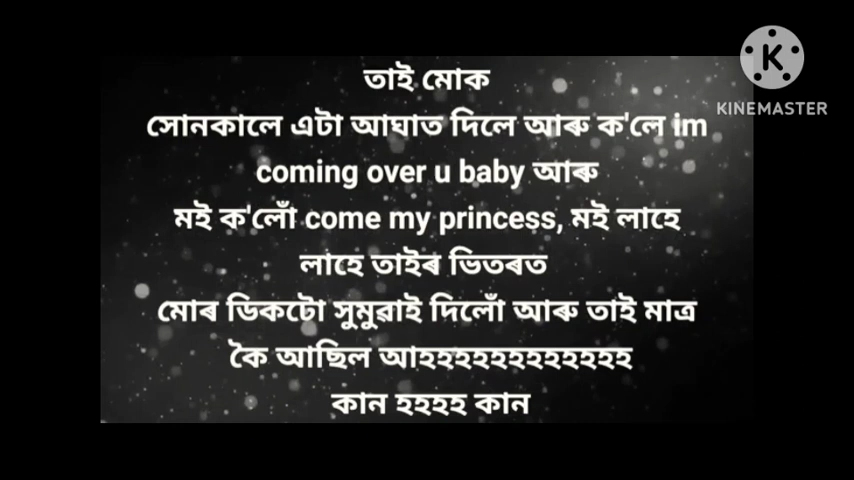 তাই মোক
সোনকালে এটা আঘাত দিলে আৰু ক'লে im
coming over u baby আৰু
মই ক'লোঁ come my princess, মই লাহে
লাহে তাইৰ ভিতৰত
মোৰ ডিকটো সুমুৱাই দিলোঁ আৰু তাই মাত্ৰ
কৈ আছিল আহহহহহহহহহহহহহ
কান হহহহ কান
K
KINEMASTER